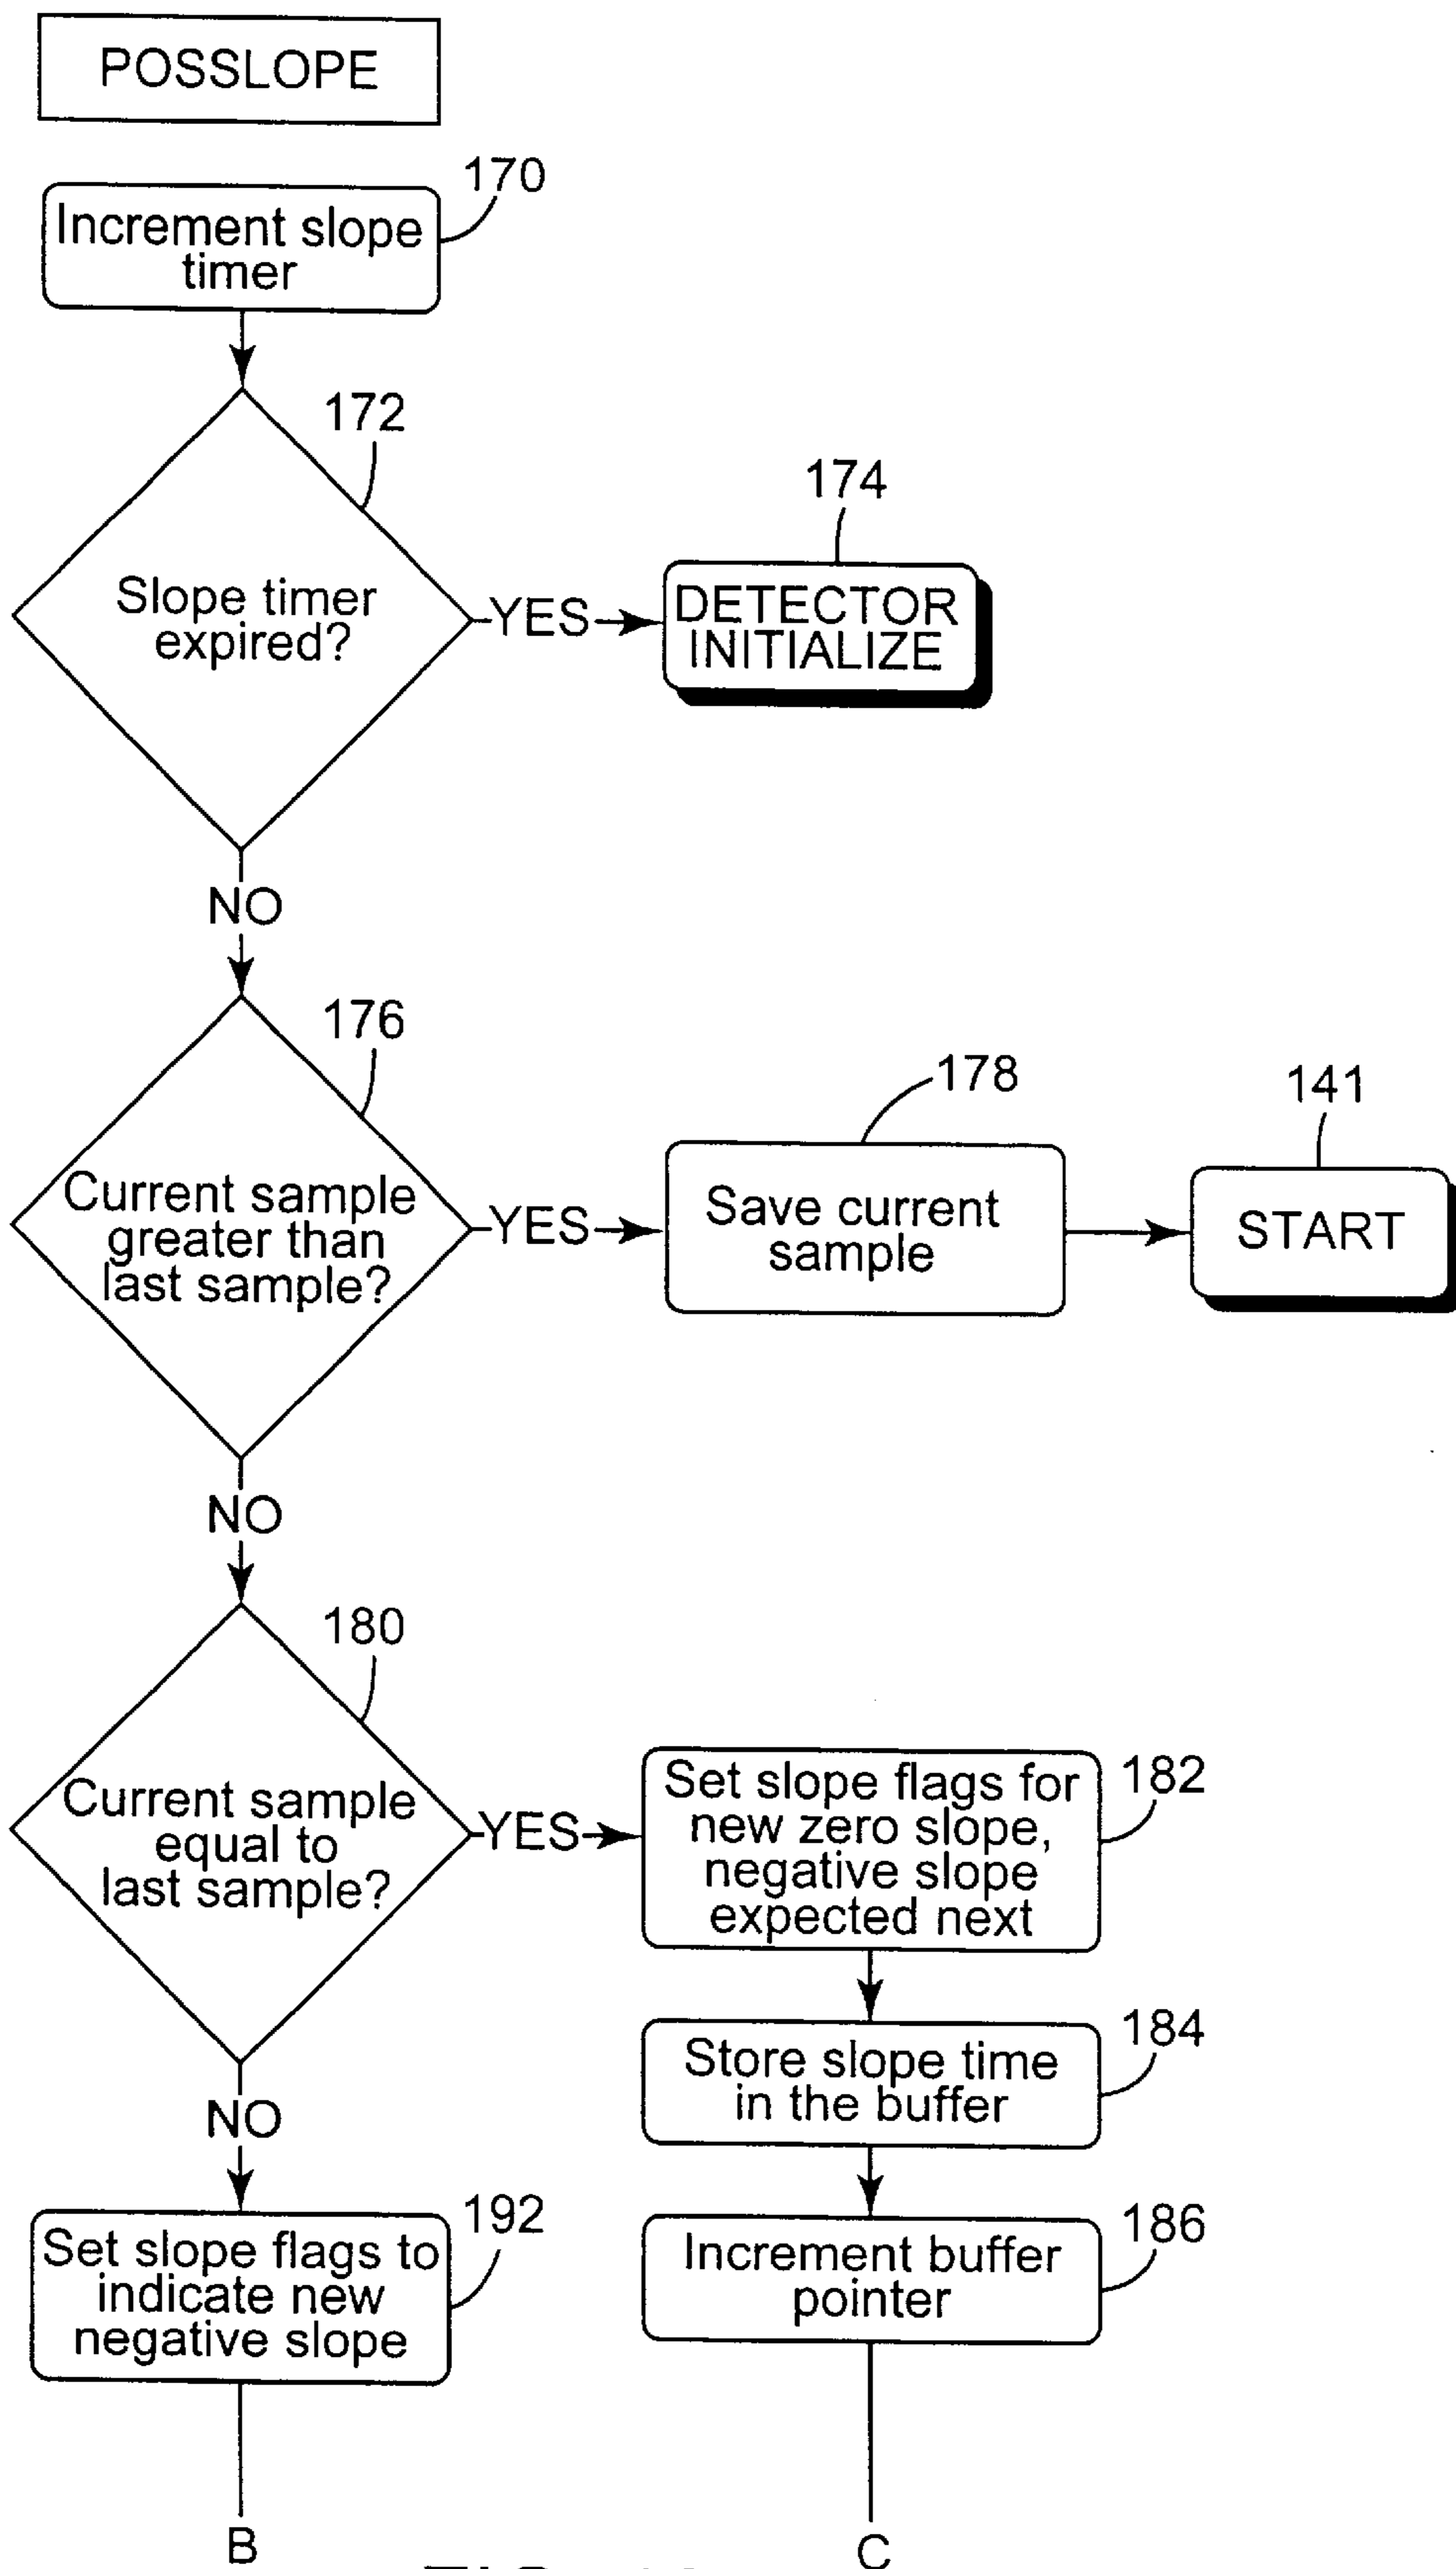 POSSLOPE
170
Increment slope
timer
172
Slope timer
expired?
YES
174
DETECTOR
INITIALIZE
NO
176
Current sample
greater than
last sample?
YES
178
Save current
sample
141
START
NO
180
Current sample
equal to
last sample?
YES
182
Set slope flags for
new zero slope,
negative slope
expected next
184
Store slope time
in the buffer
NO
192
Set slope flags to
indicate new
negative slope
186
Increment buffer
pointer
B
C